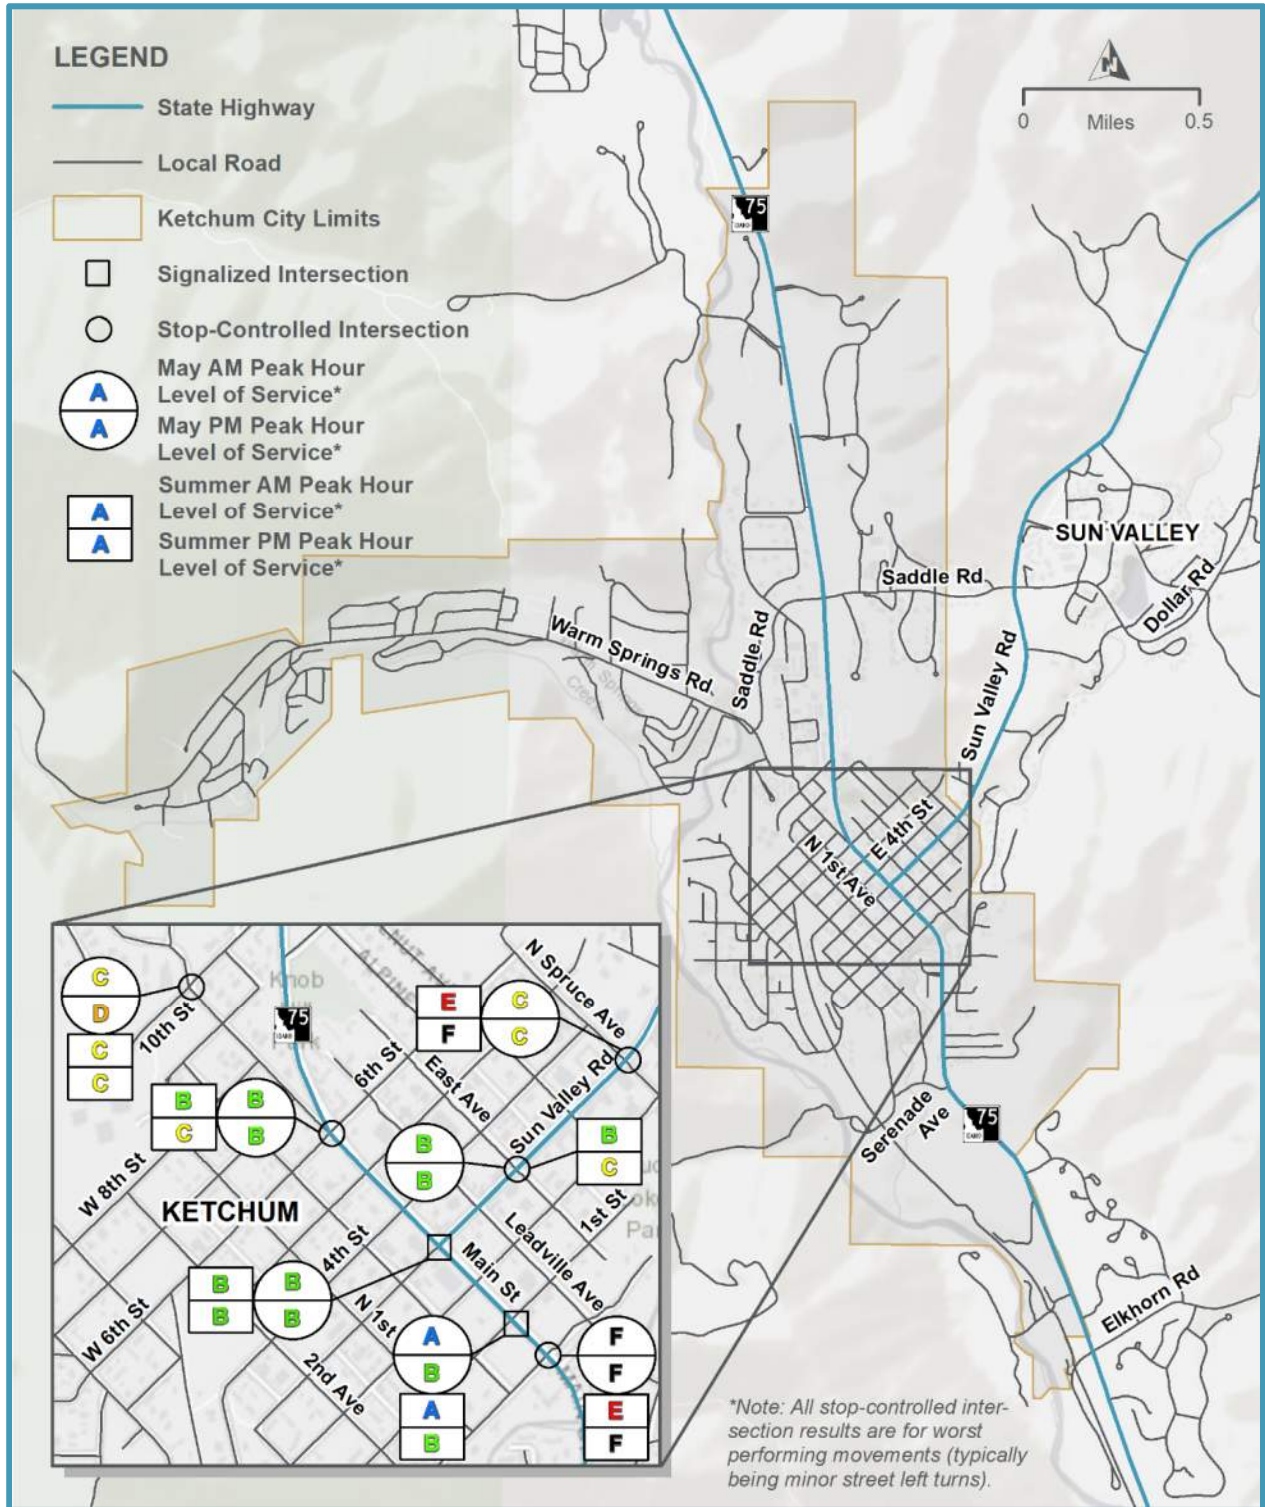 LEGEND
State Highway
Local Road
Ketchum City Limits
Signalized Intersection
Stop-Controlled Intersection
A
A
May AM Peak Hour
Level of Service*
May PM Peak Hour
Level of Service*
A
A
Summer AM Peak Hour
Level of Service*
Summer PM Peak Hour
Level of Service*
N
0 Miles 0.5
75
IDAHO
SUN VALLEY
Saddle Rd
Dollar Rd
Warm Springs Rd
Saddle Rd
Sun Valley Rd
E 4th St
N 1st Ave
Serenade
Ave
75
IDAHO
Elkhorn Rd
C
D
C
C
10th St
Knob
75
IDAHO
E
F
C
C
N Spruce Ave
6th St
East Ave
Sun Valley Rd
B
C
B
B
B
B
B
C
1st St
W 8th St
KETCHUM
4th St
Leadville Ave
Main St
B
B
B
B
N 1st
W 6th St
2nd Ave
A
B
A
B
F
F
E
F
*Note: All stop-controlled inter-
section results are for worst
performing movements (typically
being minor street left turns).